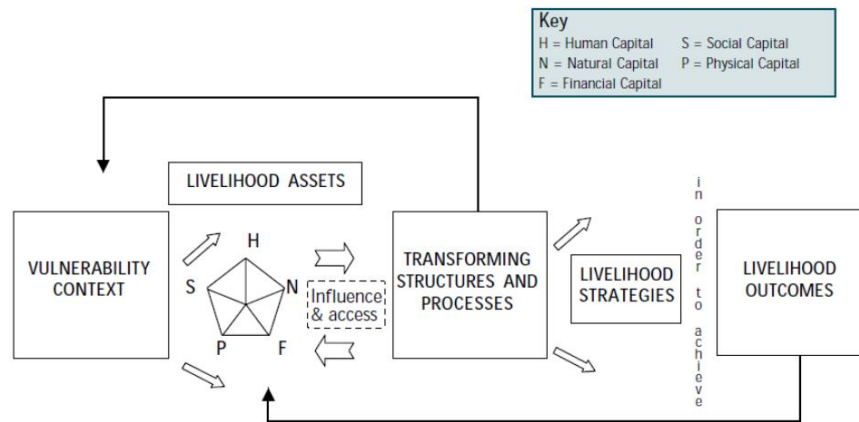 Key
H = Human Capital S = Social Capital
N = Natural Capital P = Physical Capital
F = Financial Capital
LIVELIHOOD ASSETS
VULNERABILITY
CONTEXT
H
S
N
P
F
Influence
& access
TRANSFORMING
STRUCTURES AND
PROCESSES
LIVELIHOOD
STRATEGIES
in order to achieve
LIVELIHOOD
OUTCOMES